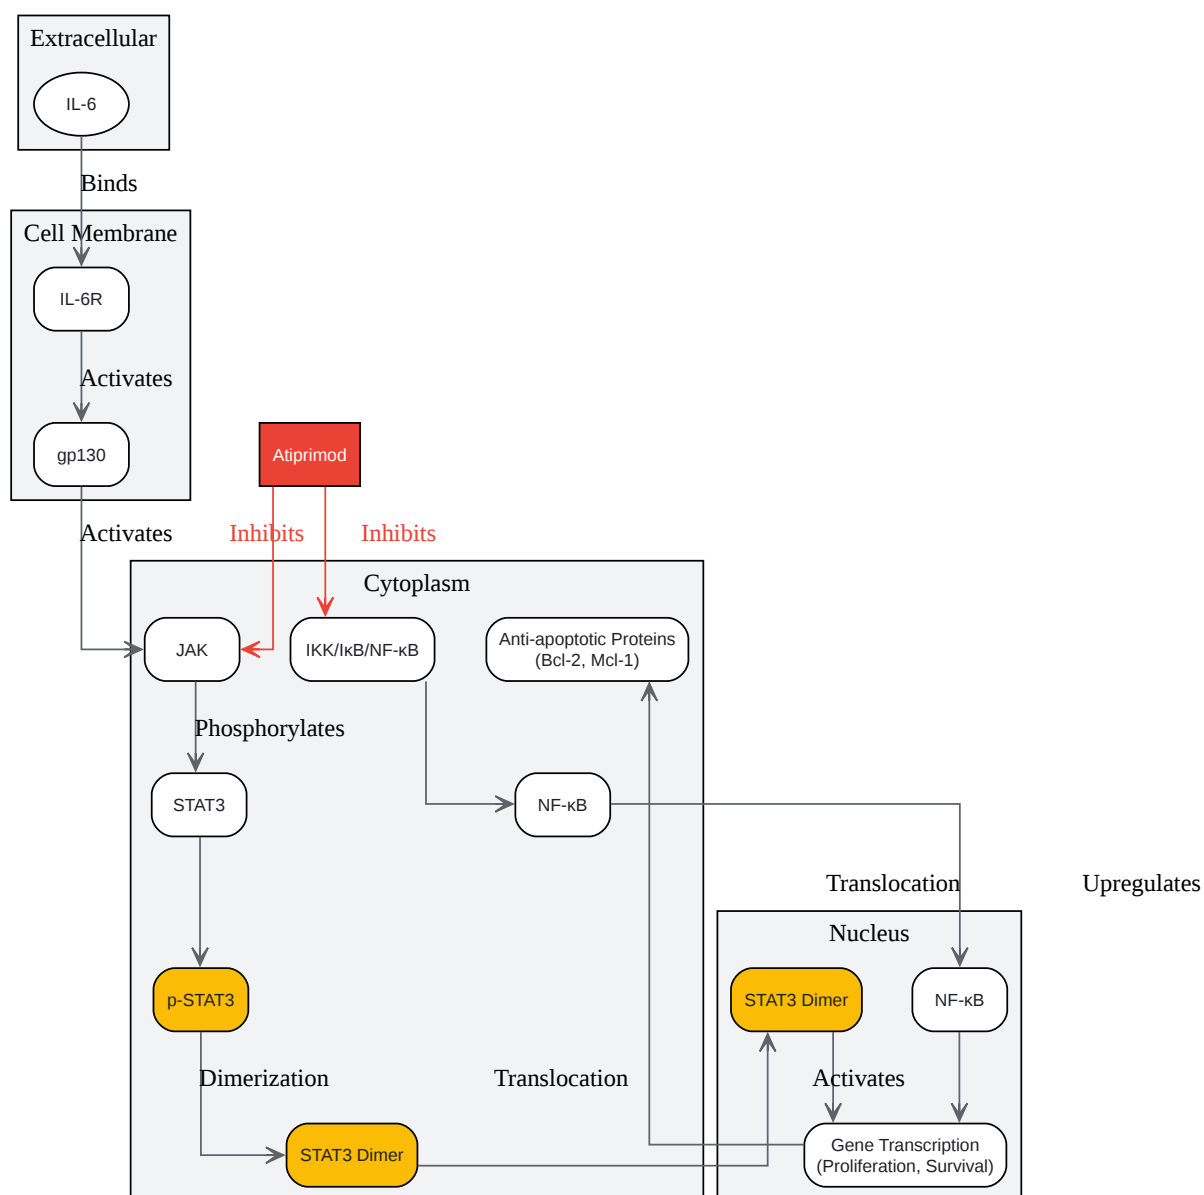 Extracellular
IL-6
Binds
Cell Membrane
IL-6R
Activates
gp130
Atiprimod
Activates
Inhibits
Inhibits
Cytoplasm
JAK
IKK/IκB/NF-κB
Anti-apoptotic Proteins
(Bcl-2, Mcl-1)
Phosphorylates
STAT3
NF-κB
Translocation
Upregulates
Nucleus
p-STAT3
STAT3 Dimer
NF-κB
Dimerization
Translocation
Activates
STAT3 Dimer
Gene Transcription
(Proliferation, Survival)